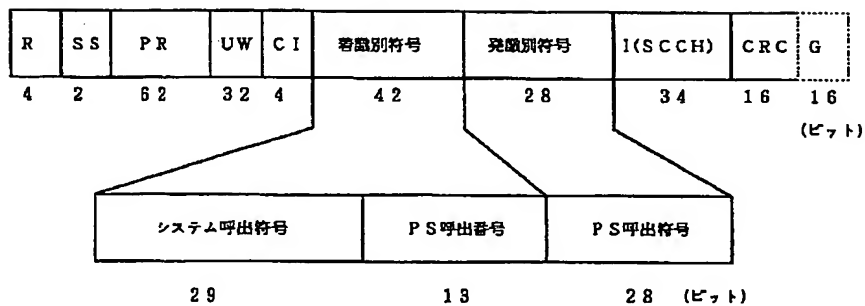 R SS PR UW CI 着識別符号 発識別符号 I(SCCH) CRC G
4 2 62 32 4 42 28 34 16 16
(ビット)
システム呼出符号 PS呼出番号 PS呼出符号
29 13 28 (ビット)